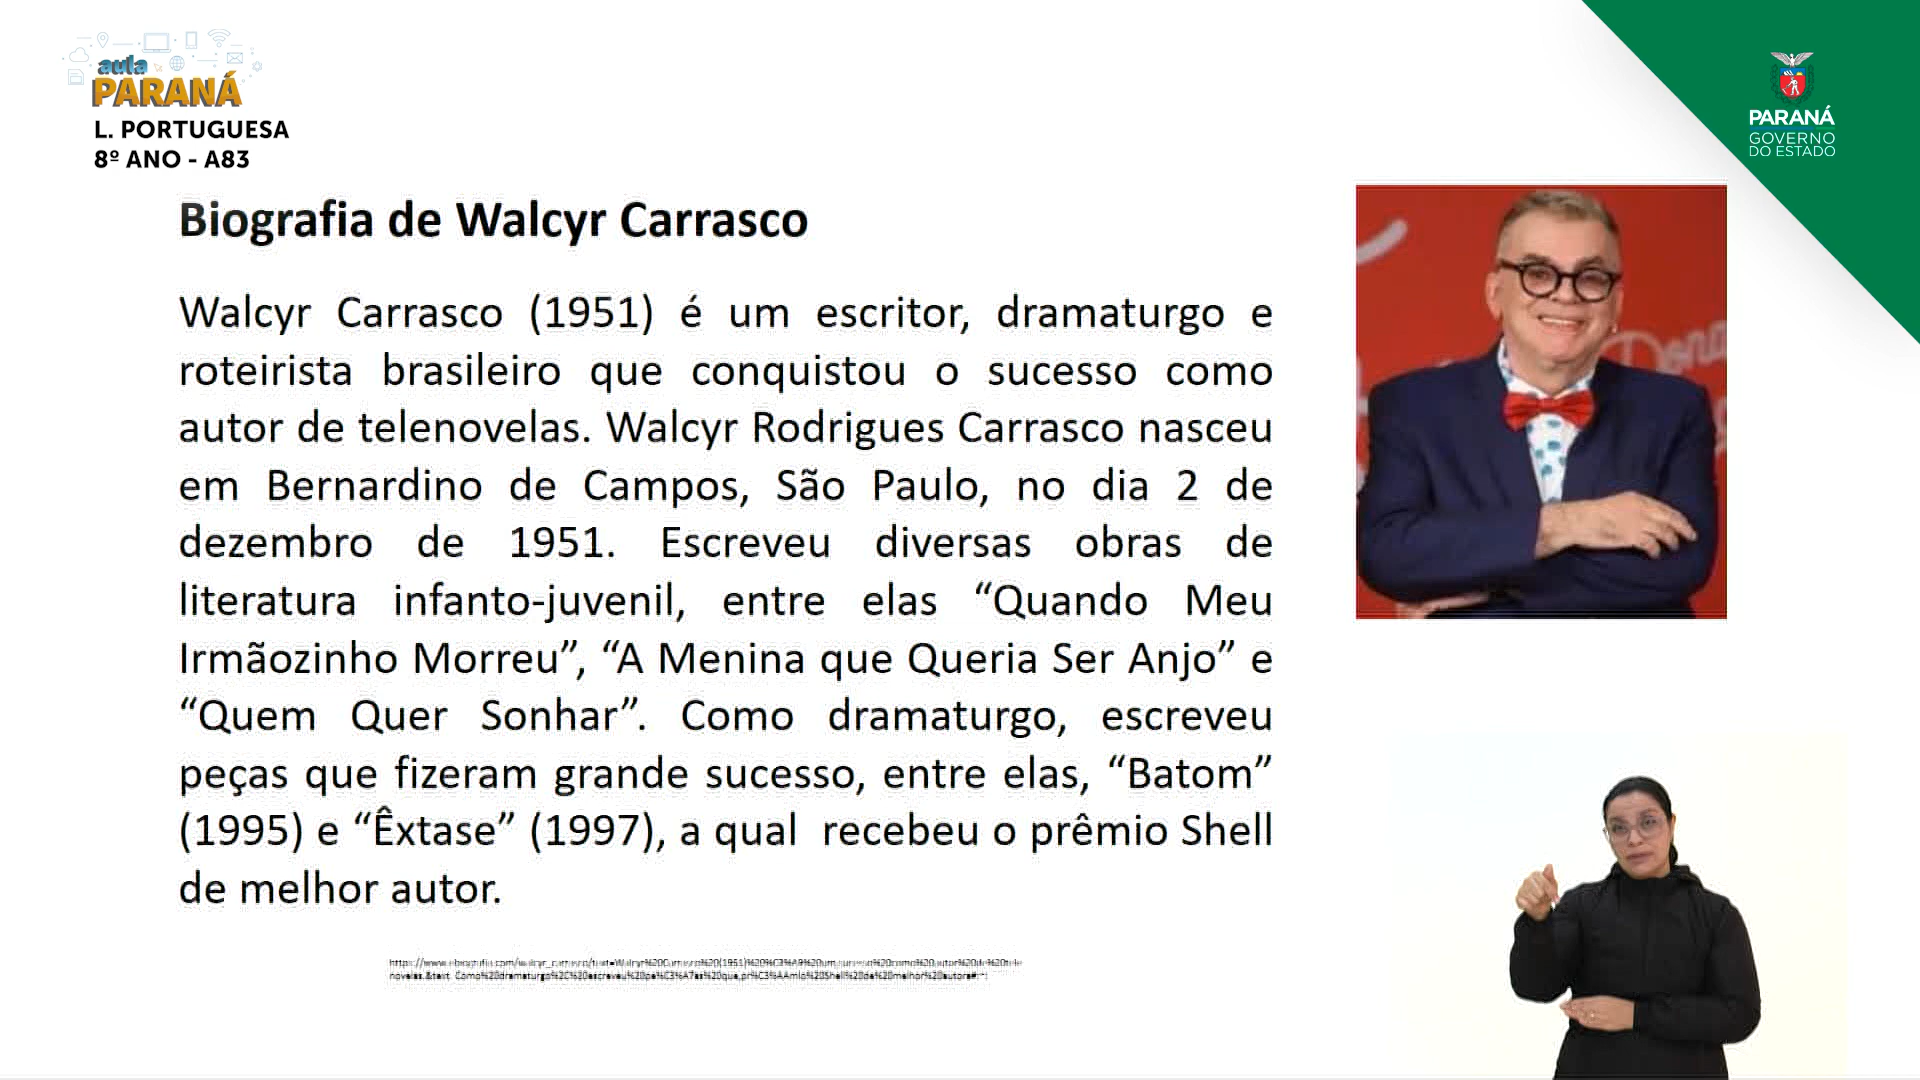 aula
PARANÁ
L. PORTUGUESA
8º ANO - A83
PARANÁ
GOVERNO
DO ESTADO
Biografia de Walcyr Carrasco
Walcyr Carrasco (1951) é um escritor, dramaturgo e
roteirista brasileiro que conquistou o sucesso como
autor de telenovelas. Walcyr Rodrigues Carrasco nasceu
em Bernardino de Campos, São Paulo, no dia 2 de
dezembro de 1951. Escreveu diversas obras de
literatura infanto-juvenil, entre elas “Quando Meu
Irmãozinho Morreu”, “A Menina que Queria Ser Anjo” e
“Quem Quer Sonhar”. Como dramaturgo, escreveu
peças que fizeram grande sucesso, entre elas, “Batom”
(1995) e “Êxtase” (1997), a qual recebeu o prêmio Shell
de melhor autor.